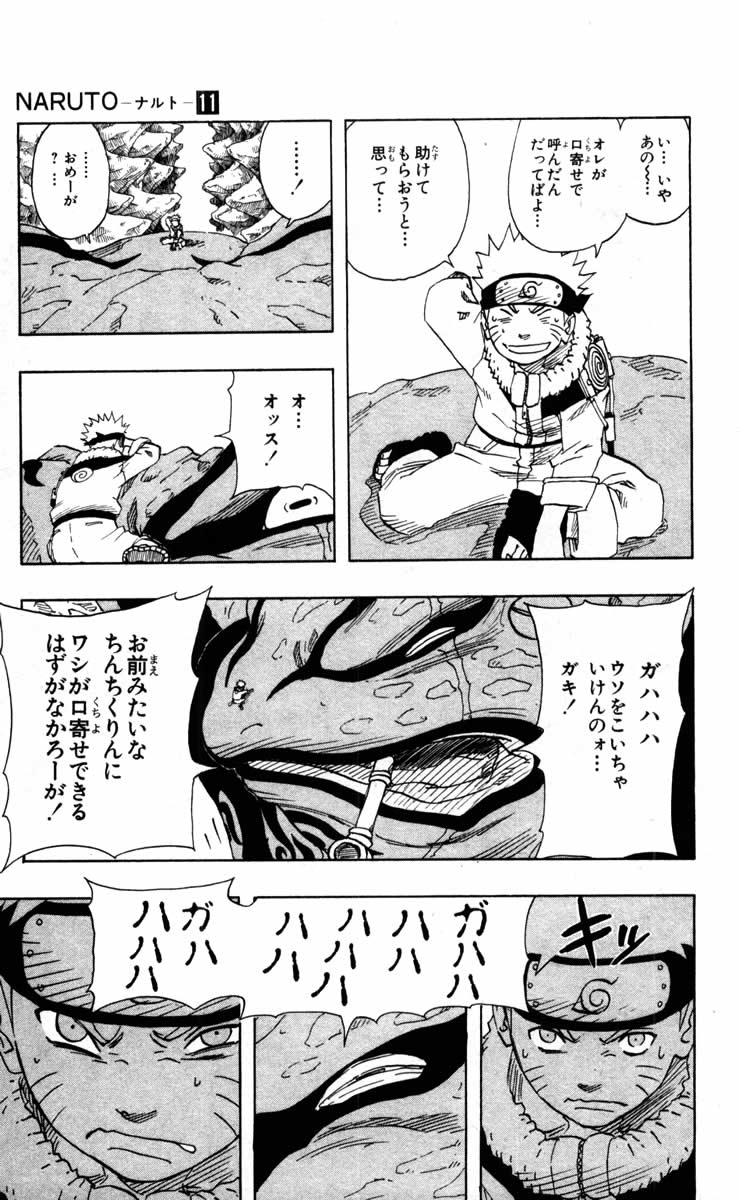 NARUTO—ナルト—11
い…いや
あの〜…
オレが
口寄せで
呼んだん
だってばよ…
助けて
もらおうと…
思って…
………!
……
おめーが
?…
オ…
オッス!
ガハハハ
ウソをこいちゃ
いけんのォ…
ガキ!
お前みたいな
ちんちくりんに
ワシが口寄せできる
はずがなかろーが!
キッ
ガハハ
ハハ
ハハハ
ハハ
ガハ
ハハハ